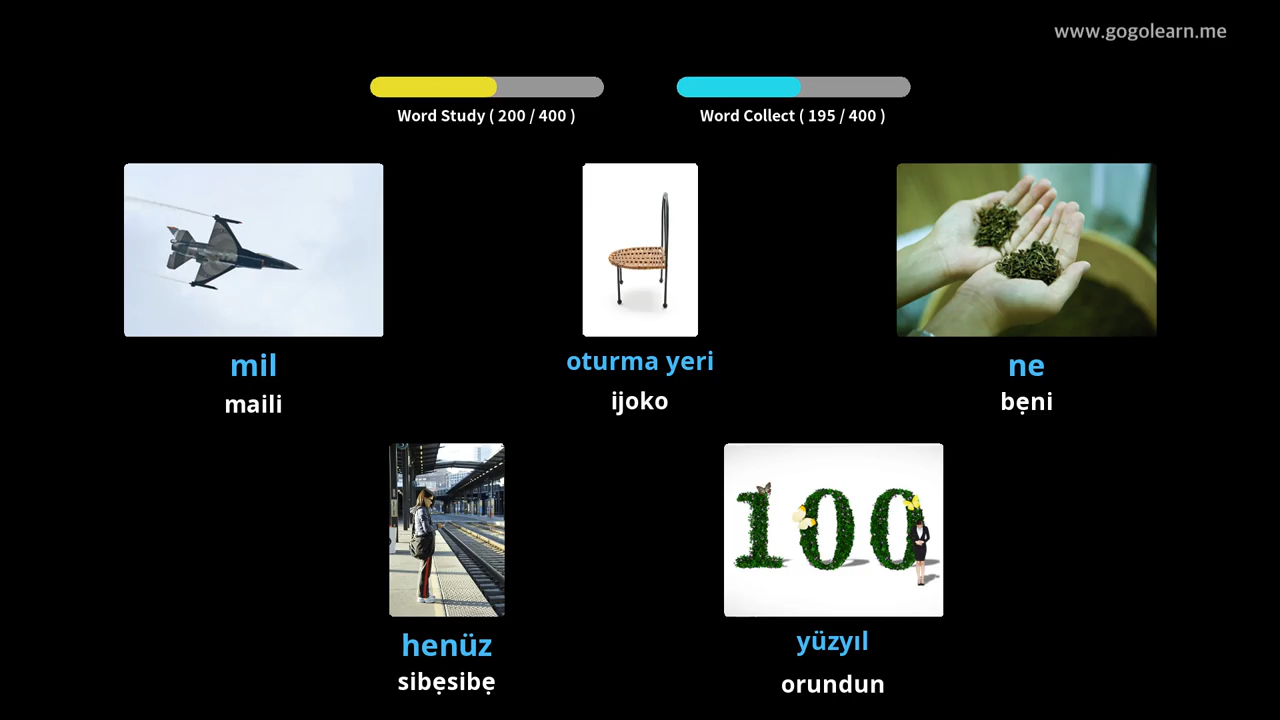 www.gogolearn.me
Word Study ( 200 / 400 )
Word Collect ( 195 / 400 )
mil
maili
oturma yeri
ijoko
ne
bẹni
henüz
sibẹsibẹ
100
yüzyıl
orundun